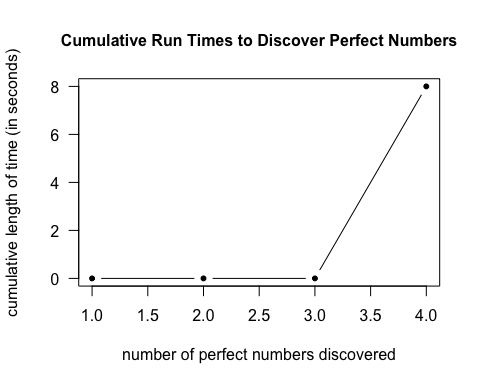 Cumulative Run Times to Discover Perfect Numbers
cumulative length of time (in seconds)
8
6
4
2
0
1.0 1.5 2.0 2.5 3.0 3.5 4.0
number of perfect numbers discovered